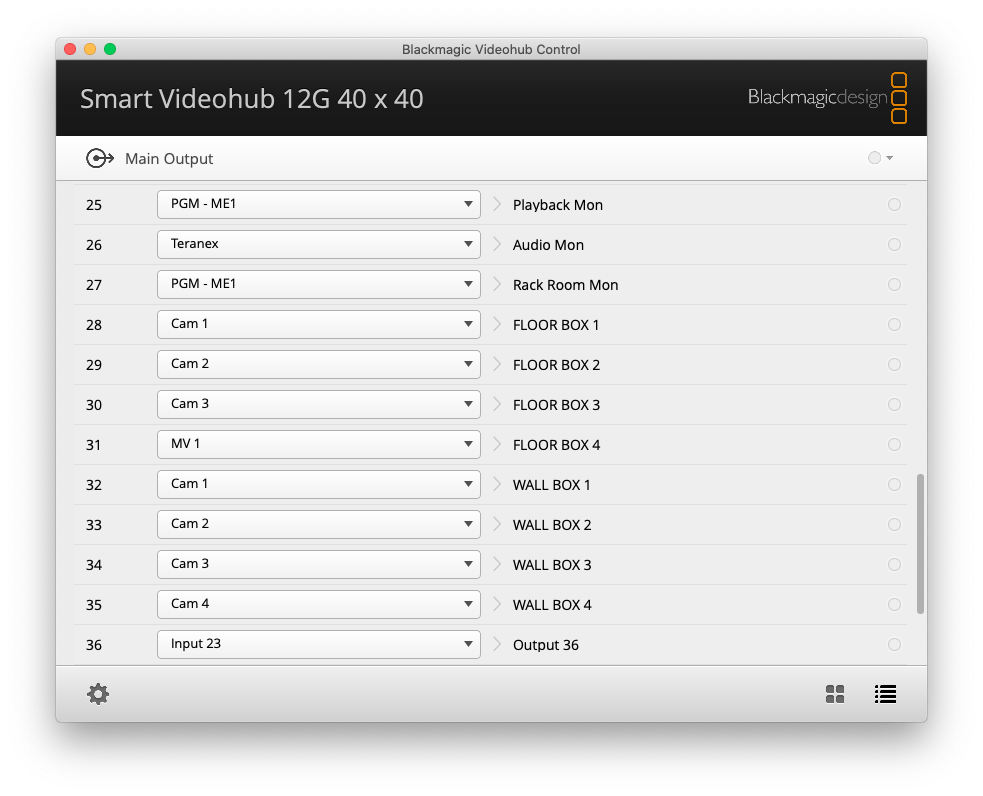 Blackmagic Videohub Control
Smart Videohub 12G 40 x 40
Blackmagicdesign
Main Output
25 PGM - ME1 Playback Mon
26 Teranex Audio Mon
27 PGM - ME1 Rack Room Mon
28 Cam 1 FLOOR BOX 1
29 Cam 2 FLOOR BOX 2
30 Cam 3 FLOOR BOX 3
31 MV 1 FLOOR BOX 4
32 Cam 1 WALL BOX 1
33 Cam 2 WALL BOX 2
34 Cam 3 WALL BOX 3
35 Cam 4 WALL BOX 4
36 Input 23 Output 36